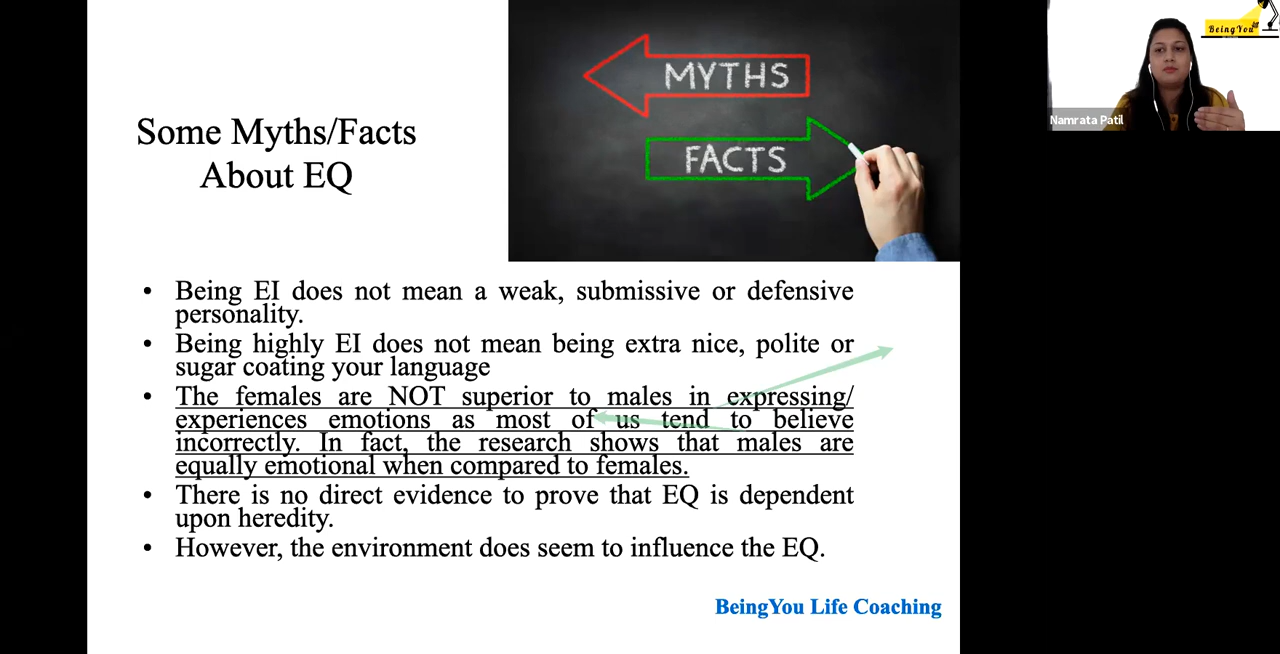 MYTHS
FACTS
Some Myths/Facts
About EQ
• Being EI does not mean a weak, submissive or defensive
personality.
• Being highly EI does not mean being extra nice, polite or
sugar coating your language
• The females are NOT superior to males in expressing/
experiences emotions as most of us tend to believe
incorrectly. In fact, the research shows that males are
equally emotional when compared to females.
• There is no direct evidence to prove that EQ is dependent
upon heredity.
• However, the environment does seem to influence the EQ.
BeingYou Life Coaching
BeingYou
Namrata Patil